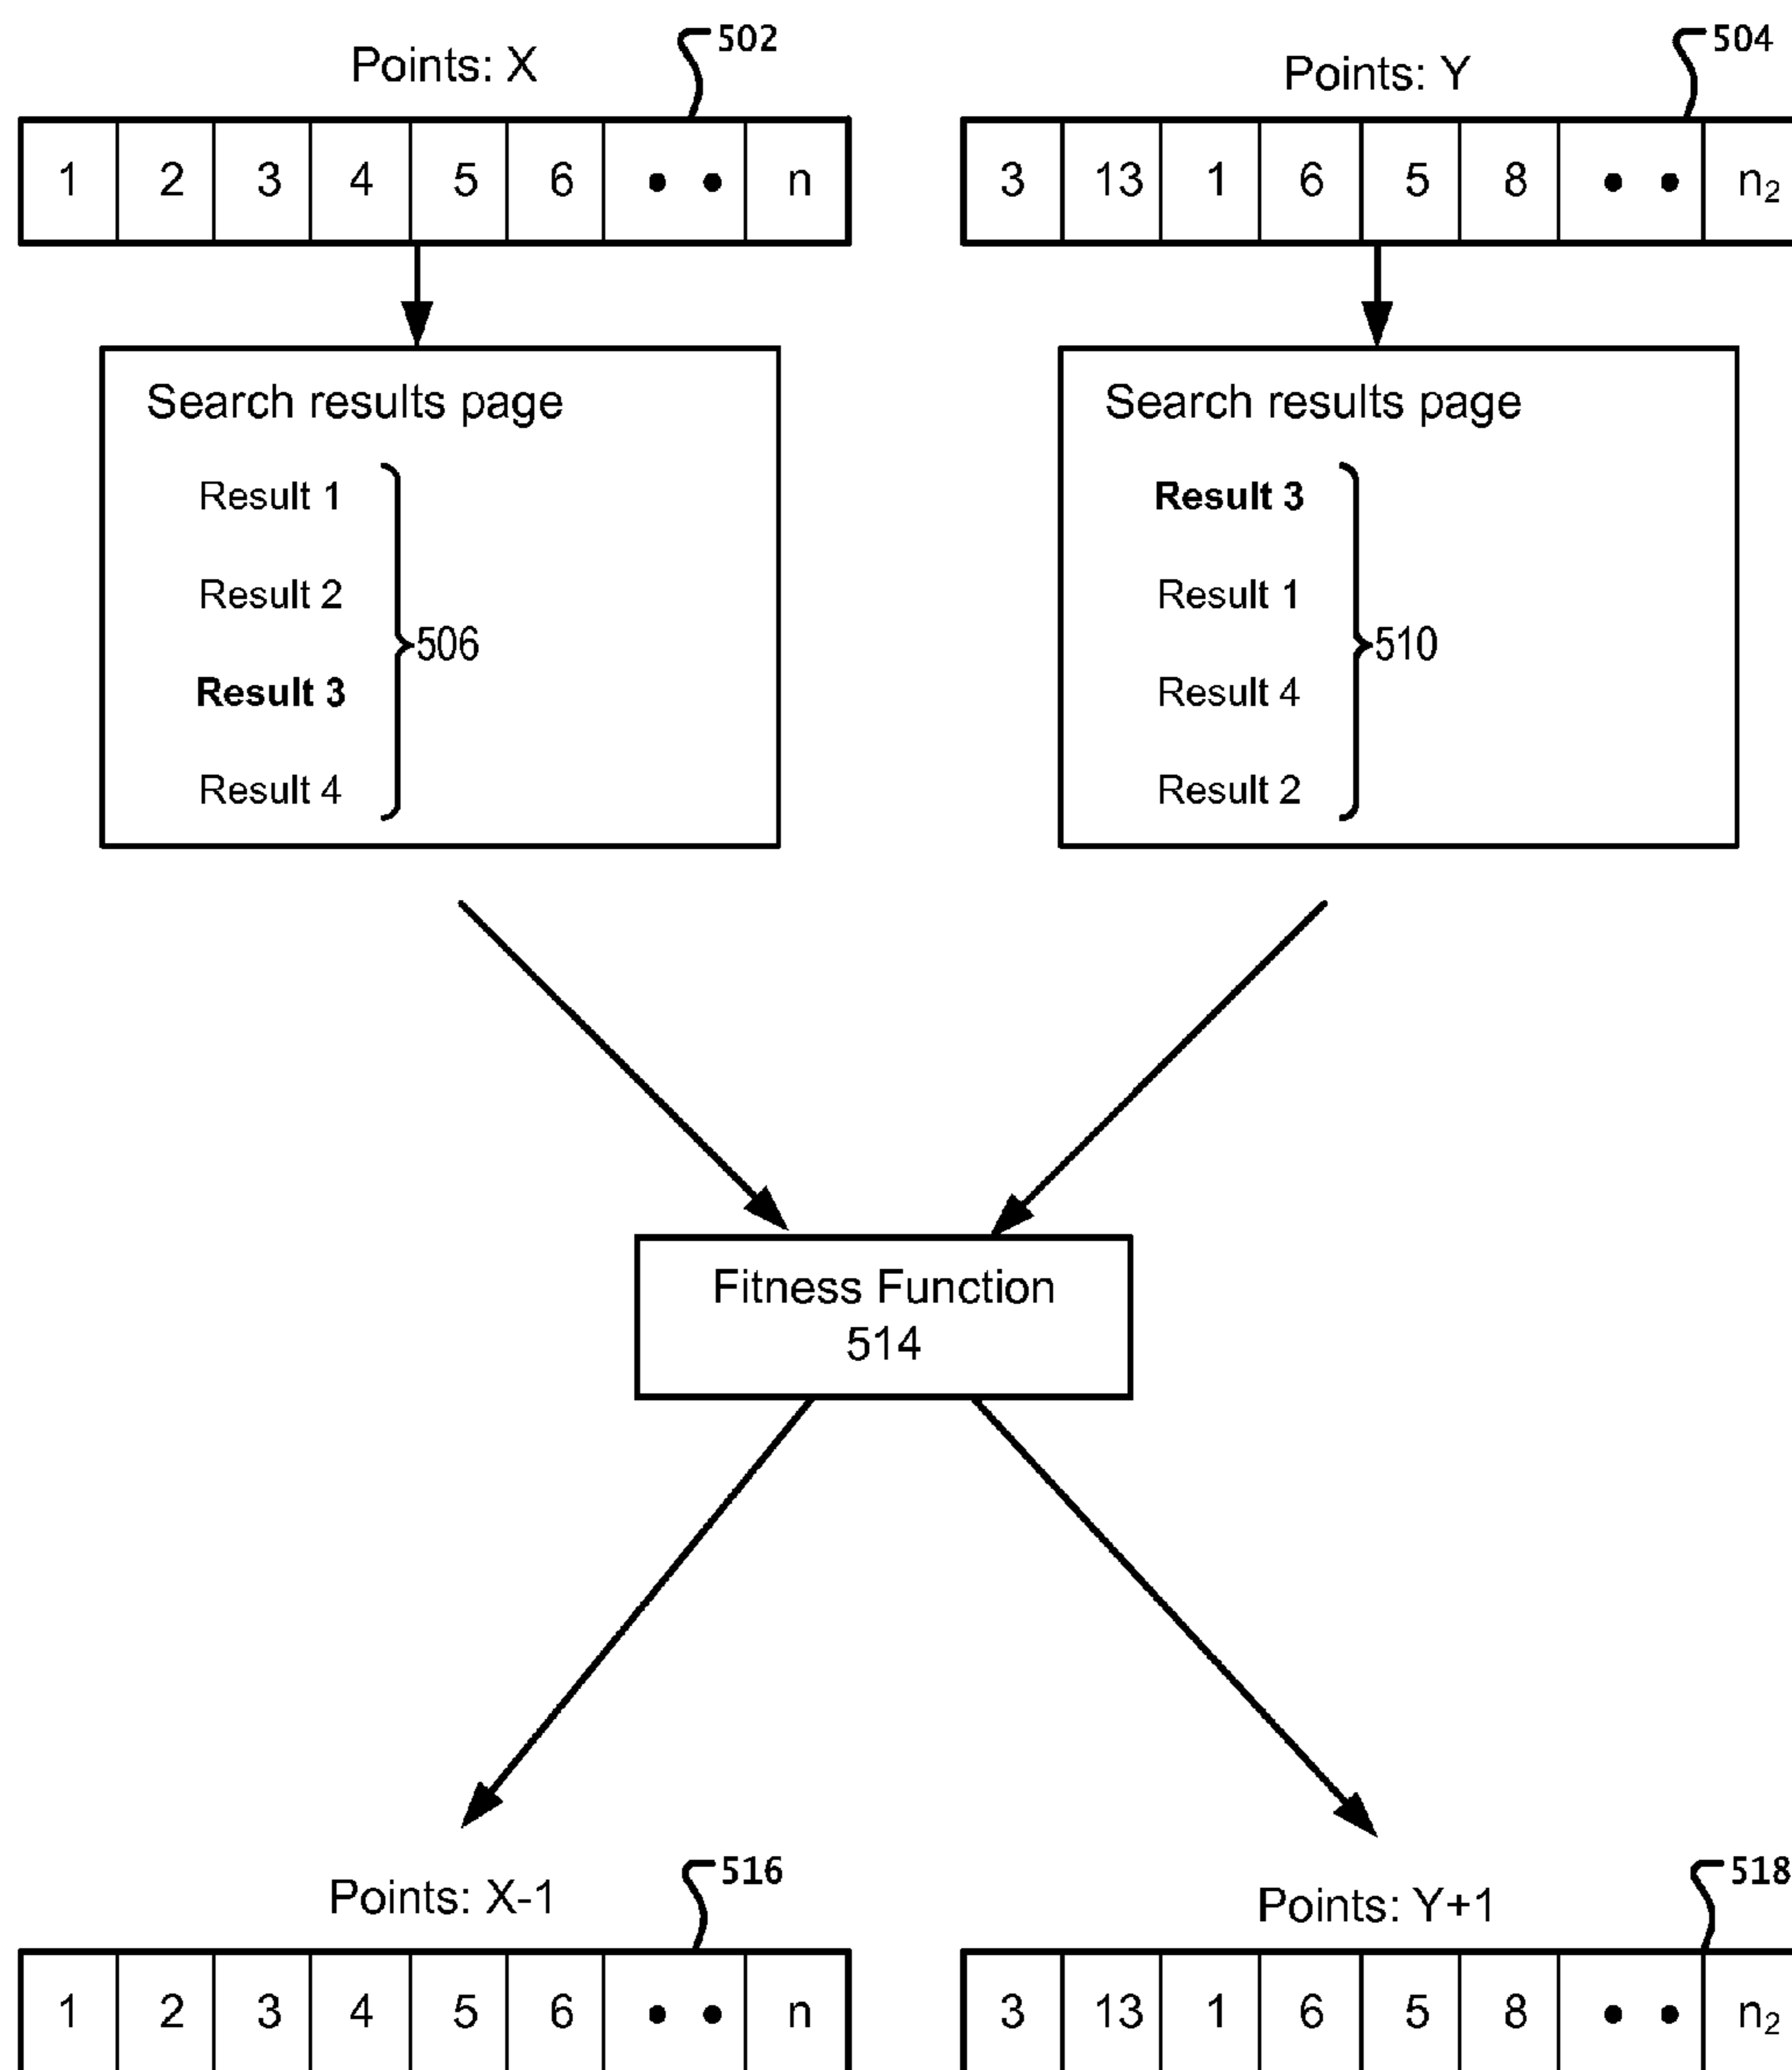 Points: X 502
1 2 3 4 5 6 • • n
Points: Y 504
3 13 1 6 5 8 • • n₂
Search results page
Result 1
Result 2
Result 3
Result 4
506
Search results page
Result 3
Result 1
Result 4
Result 2
510
Fitness Function
514
Points: X-1 516
1 2 3 4 5 6 • • n
Points: Y+1 518
3 13 1 6 5 8 • • n₂